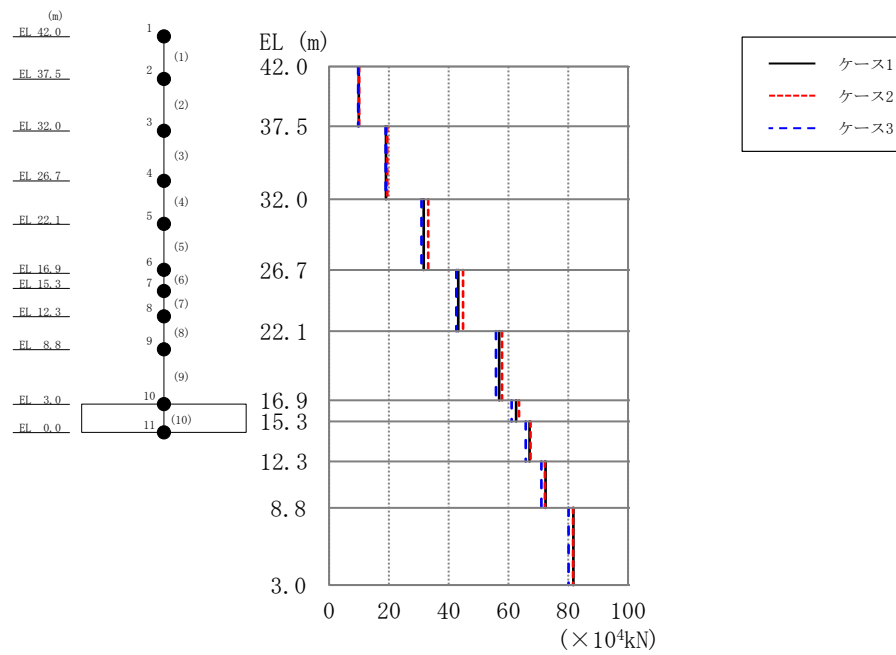 (m)
EL 42.0
1
(1)
EL 37.5
2
(2)
EL 32.0
3
(3)
EL 26.7
4
(4)
EL 22.1
5
(5)
EL 16.9
6
EL 15.3
(6)
7
(7)
EL 12.3
8
(8)
EL 8.8
9
(9)
EL 3.0
10
(10)
EL 0.0
11
EL (m)
42.0
37.5
32.0
26.7
22.1
16.9
15.3
12.3
8.8
3.0
0 20 40 60 80 100
(×10⁴kN)
ケース1
ケース2
ケース3